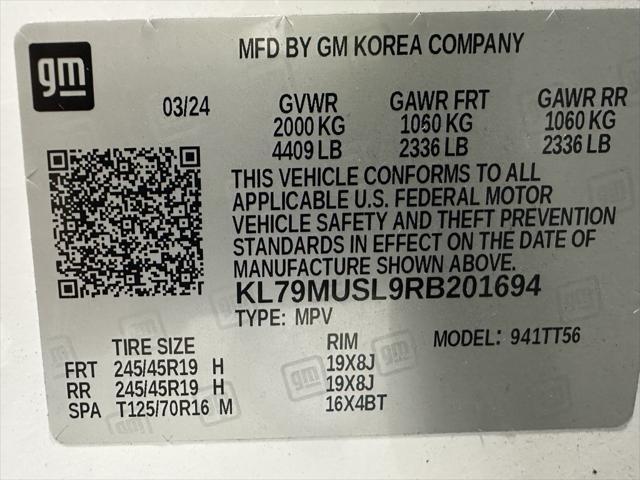 gm
MFD BY GM KOREA COMPANY
03/24
GVWR GAWR FRT GAWR RR
2000 KG 1060 KG 1060 KG
4409 LB 2336 LB 2336 LB
THIS VEHICLE CONFORMS TO ALL
APPLICABLE U.S. FEDERAL MOTOR
VEHICLE SAFETY AND THEFT PREVENTION
STANDARDS IN EFFECT ON THE DATE OF
MANUFACTURE SHOWN ABOVE.
KL79MUSL9RB201694
TYPE: MPV
MODEL: 941TT56
TIRE SIZE RIM
FRT 245/45R19 H 19X8J
RR 245/45R19 H 19X8J
SPA T125/70R16 M 16X4BT